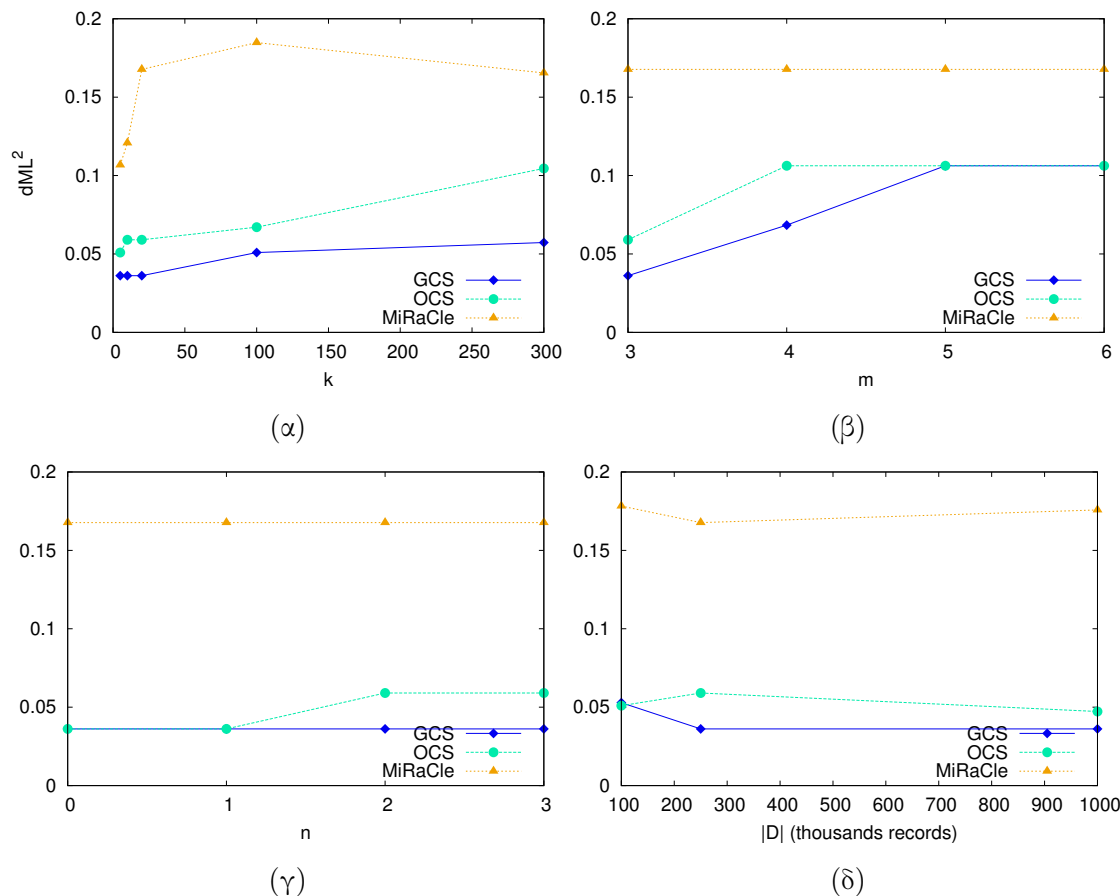 0.2
0.15
0.1
0.05
0
dML²
GCS
OCS
MiRaCle
0 50 100 150 200 250 300
k
(α)
0.2
0.15
0.1
0.05
0
GCS
OCS
MiRaCle
3 4 5 6
m
(β)
0.2
0.15
0.1
0.05
0
GCS
OCS
MiRaCle
0 1 2 3
n
(γ)
0.2
0.15
0.1
0.05
0
GCS
OCS
MiRaCle
100 200 300 400 500 600 700 800 900 1000
|D| (thousands records)
(δ)